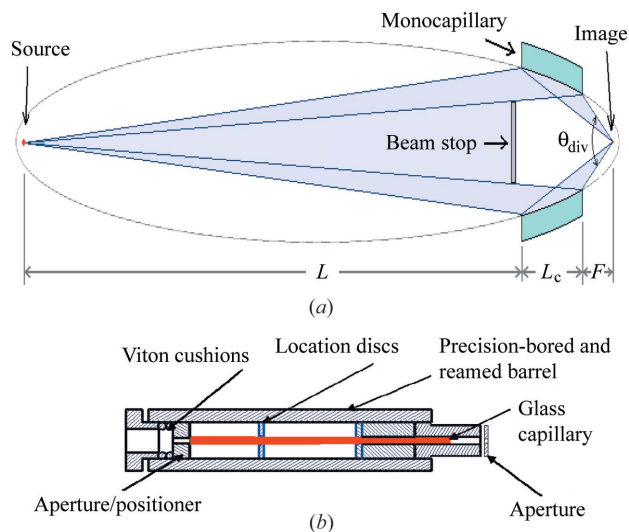 Monocapillary
Image
Source
Beam stop
θdiv
L
Lc
F
(a)
Viton cushions
Location discs
Precision-bored and
reamed barrel
Glass
capillary
Aperture/positioner
Aperture
(b)